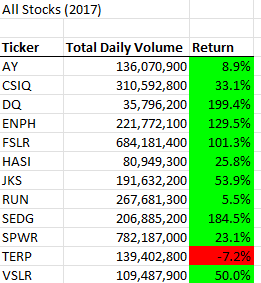 All Stocks (2017)
Ticker Total Daily Volume Return
AY 136,070,900 8.9%
CSIQ 310,592,800 33.1%
DQ 35,796,200 199.4%
ENPH 221,772,100 129.5%
FSLR 684,181,400 101.3%
HASI 80,949,300 25.8%
JKS 191,632,200 53.9%
RUN 267,681,300 5.5%
SEDG 206,885,200 184.5%
SPWR 782,187,000 23.1%
TERP 139,402,800 -7.2%
VSLR 109,487,900 50.0%